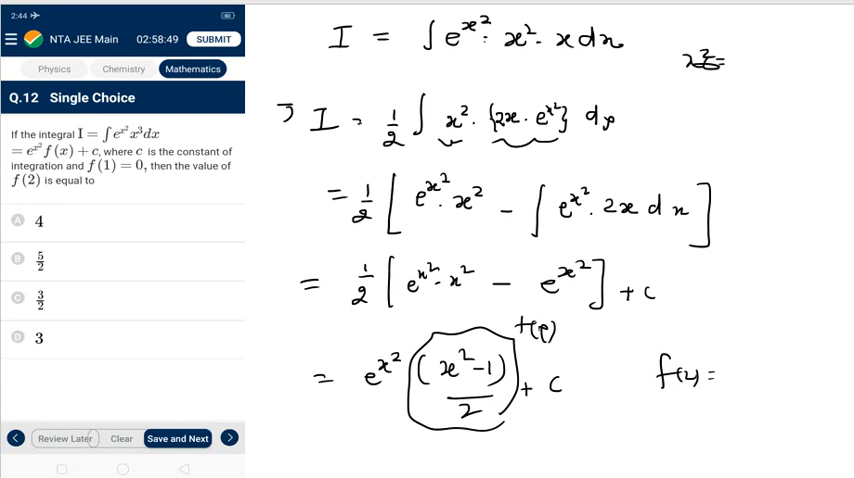 2:44
NTA JEE Main 02:58:49 SUBMIT
Physics Chemistry Mathematics
Q.12 Single Choice
If the integral I = ∫ e^{x²} x³ dx
= e^{x²} f(x) + c, where c is the constant of
integration and f(1) = 0, then the value of
f(2) is equal to
A 4
B 5/2
C 3/2
D 3
Review Later Clear Save and Next
I = ∫ e^{x²} · x² · x dx
I = 1/2 ∫ x² · {2x · e^{x²}} dx
= 1/2 [ e^{x²} · x² − ∫ e^{x²} · 2x dx ]
= 1/2 [ e^{x²} · x² − e^{x²} ] + c
= e^{x²} (x² − 1)/2 + c
f(2) =